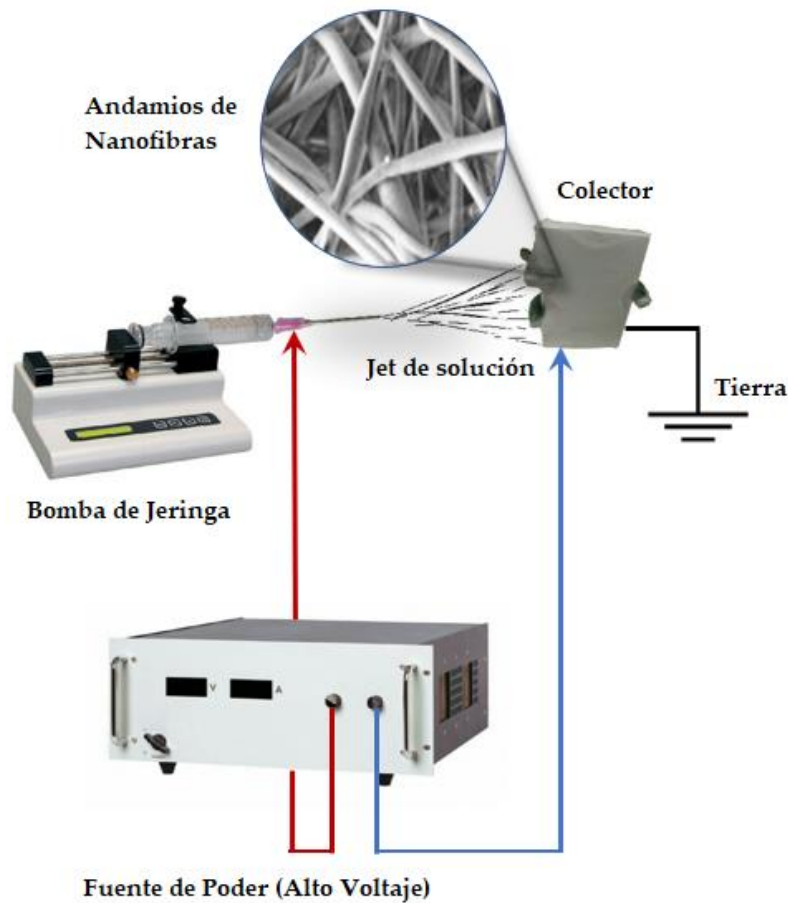 Andamios de
Nanofibras
Colector
Jet de solución
Tierra
Bomba de Jeringa
V
A
Fuente de Poder (Alto Voltaje)